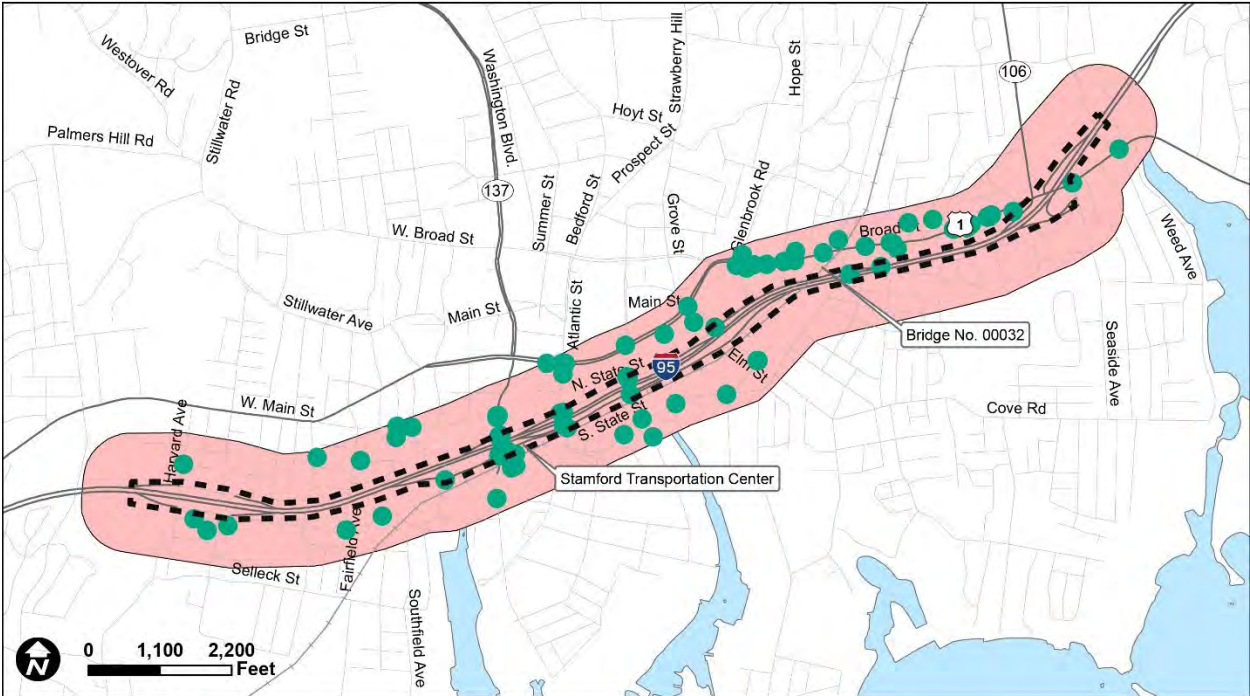 Bridge St
Westover Rd
Stillwater Rd
Palmers Hill Rd
Washington Blvd.
Strawberry Hill
Hope St
106
Hoyt St
Prospect St
137
Summer St
Bedford St
Grove St
Glenbrook Rd
W. Broad St
Broad St
1
Weed Ave
Stillwater Ave
Main St
Atlantic St
Main St
Bridge No. 00032
Seaside Ave
N. State St
95
Elm St
W. Main St
S. State St
Cove Rd
Harvard Ave
Stamford Transportation Center
Fairfield Ave
Selleck St
Southfield Ave
N
0 1,100 2,200
Feet